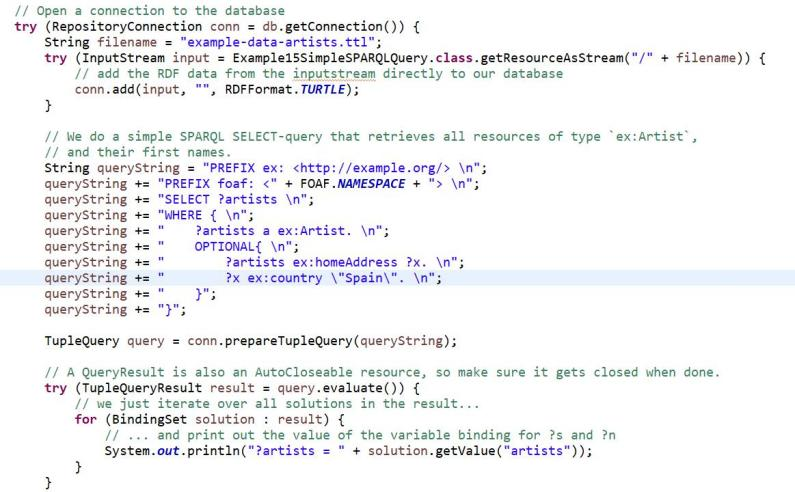 // Open a connection to the database
try (RepositoryConnection conn = db.getConnection()) {
    String filename = "example-data-artists.ttl";
    try (InputStream input = Example15SimpleSPARQLQuery.class.getResourceAsStream("/" + filename)) {
        // add the RDF data from the inputstream directly to our database
        conn.add(input, "", RDFFormat.TURTLE);
    }

    // We do a simple SPARQL SELECT-query that retrieves all resources of type `ex:Artist`,
    // and their first names.
    String queryString = "PREFIX ex: <http://example.org/> \n";
    queryString += "PREFIX foaf: <" + FOAF.NAMESPACE + "> \n";
    queryString += "SELECT ?artists \n";
    queryString += "WHERE { \n";
    queryString += "    ?artists a ex:Artist. \n";
    queryString += "    OPTIONAL{ \n";
    queryString += "        ?artists ex:homeAddress ?x. \n";
    queryString += "        ?x ex:country \"Spain\". \n";
    queryString += "    }";
    queryString += "}";

    TupleQuery query = conn.prepareTupleQuery(queryString);

    // A QueryResult is also an AutoCloseable resource, so make sure it gets closed when done.
    try (TupleQueryResult result = query.evaluate()) {
        // we just iterate over all solutions in the result...
        for (BindingSet solution : result) {
            // ... and print out the value of the variable binding for ?s and ?n
            System.out.println("?artists = " + solution.getValue("artists"));
        }
    }